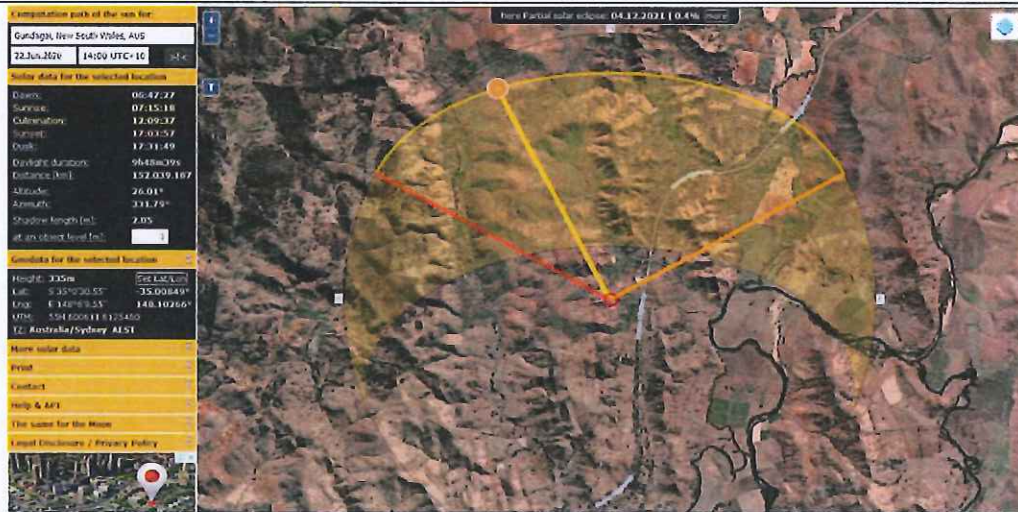 Computation path of the sun for:
Gundagai, New South Wales, AUS
22.Jun.2020 14:00 UTC+10
Solar data for the selected location
Dawn: 06:47:27
Sunrise: 07:15:18
Culmination: 12:09:37
Sunset: 17:03:57
Dusk: 17:31:49
Daylight duration: 9h48m39s
Distance [km]: 152.039.187
Altitude: 26.01°
Azimuth: 331.79°
Shadow length [m]: 2.05
at an object level [m]: 1
Geodata for the selected location
Height: 335m Set Lat/Lon
Lat: -35.00849°
Lng: 148.10266°
UTM:
TZ: Australia/Sydney AEST
More solar data
Print
Contact
Help & API
The same for the Moon
Legal Disclosure / Privacy Policy
here Partial solar eclipse: 04.12.2021 | 0.4% more